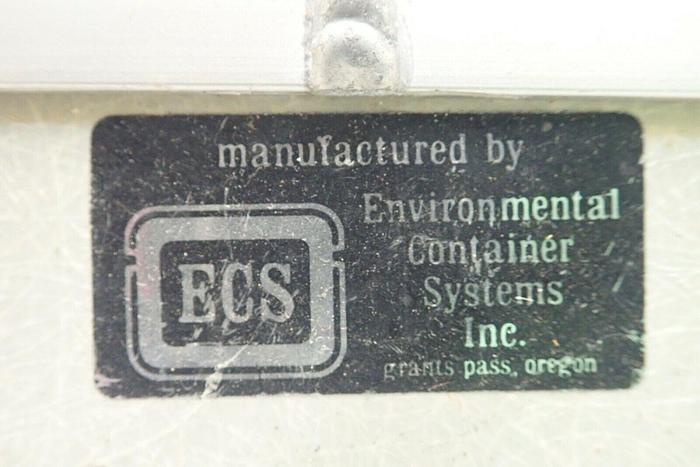 manufactured by
ECS
Environmental
Container
Systems
Inc.
grants pass, oregon